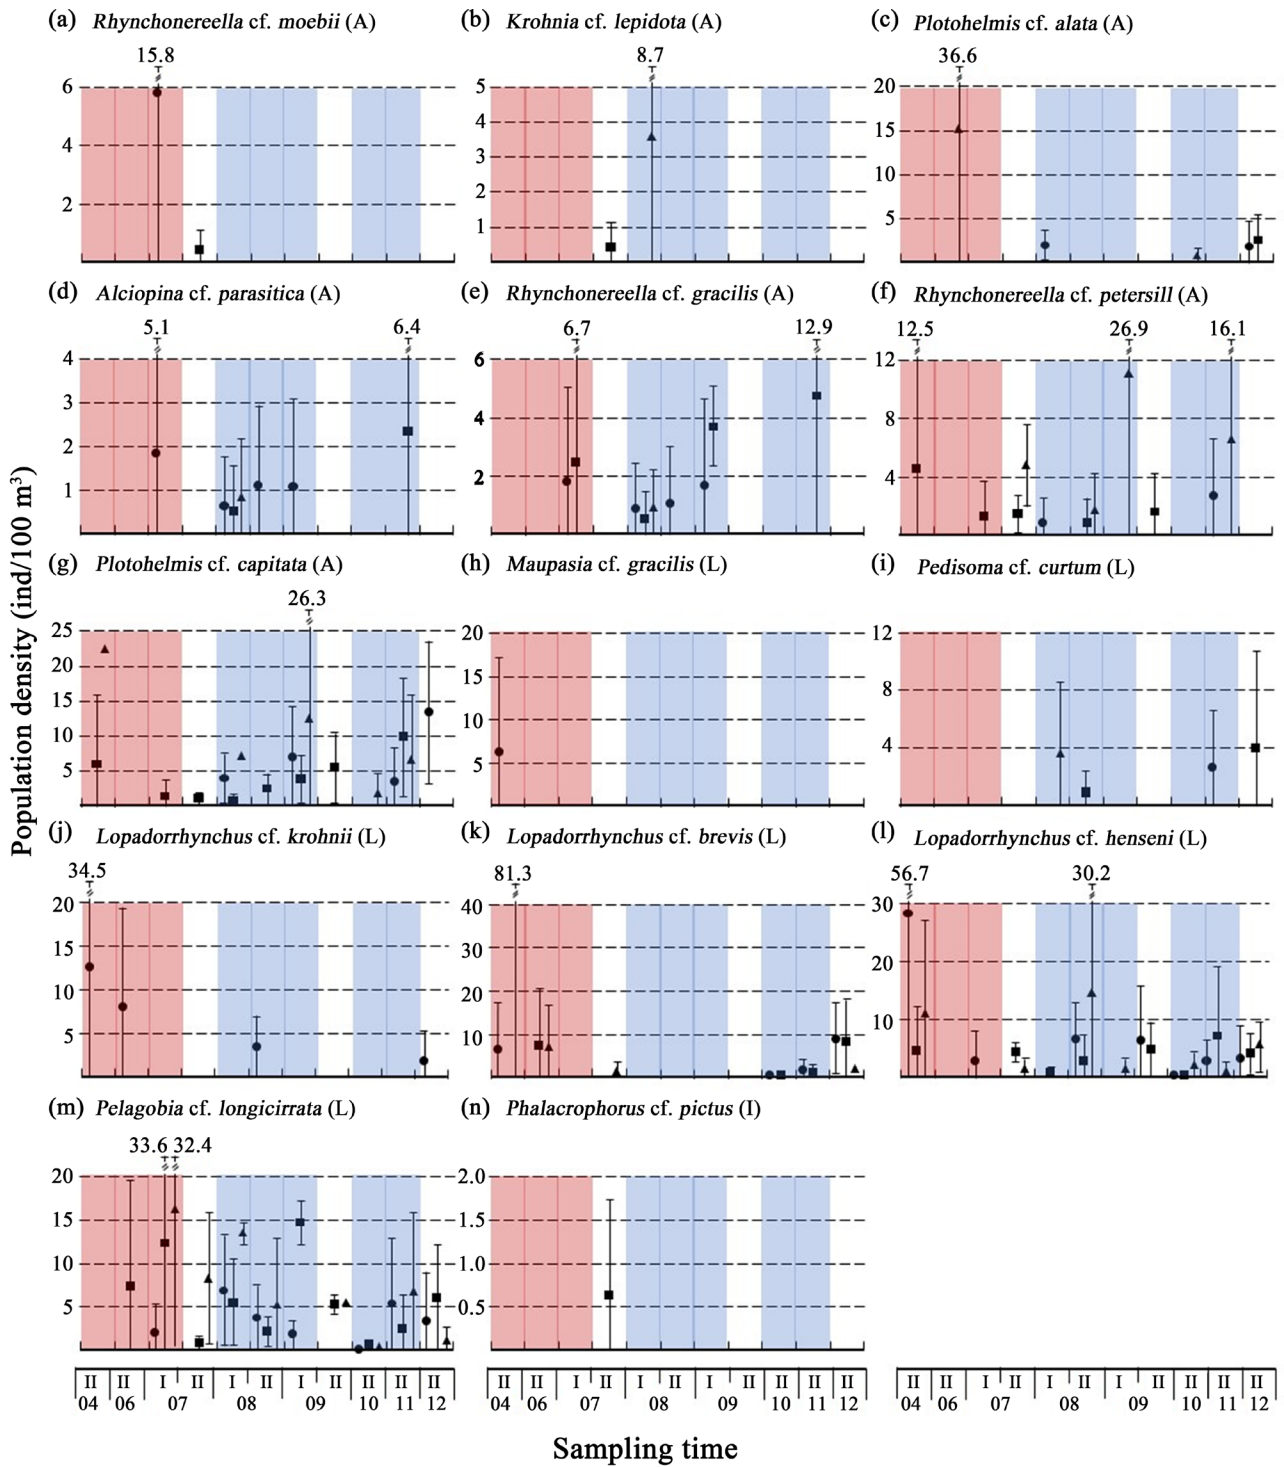 (a) Rhynchonereella cf. moebii (A)
15.8
6
4
2
(b) Krohnia cf. lepidota (A)
8.7
5
4
3
2
1
(c) Plotohelmis cf. alata (A)
36.6
20
15
10
5
(d) Alciopina cf. parasitica (A)
5.1 6.4
4
3
2
1
(e) Rhynchonereella cf. gracilis (A)
6.7 12.9
6
4
2
(f) Rhynchonereella cf. petersill (A)
12.5 26.9 16.1
12
8
4
(g) Plotohelmis cf. capitata (A)
26.3
25
20
15
10
5
(h) Maupasia cf. gracilis (L)
20
15
10
5
(i) Pedisoma cf. curtum (L)
12
8
4
(j) Lopadorrhynchus cf. krohnii (L)
34.5
20
15
10
5
(k) Lopadorrhynchus cf. brevis (L)
81.3
40
30
20
10
(l) Lopadorrhynchus cf. henseni (L)
56.7 30.2
30
20
10
(m) Pelagobia cf. longicirrata (L)
33.6 32.4
20
15
10
5
(n) Phalacrophorus cf. pictus (I)
2.0
1.5
1.0
0.5
Population density (ind/100 m³)
II II I II I II I II II II II
04 06 07 08 09 10 11 12
II II I II I II I II II II II
04 06 07 08 09 10 11 12
II II I II I II I II II II II
04 06 07 08 09 10 11 12
Sampling time